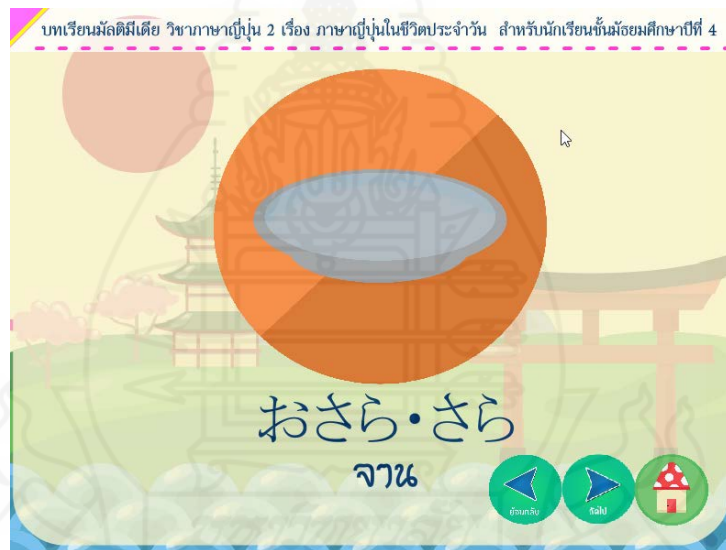 บทเรียนมัลติมีเดีย วิชาภาษาญี่ปุ่น 2 เรื่อง ภาษาญี่ปุ่นในชีวิตประจำวัน สำหรับนักเรียนชั้นมัธยมศึกษาปีที่ 4
おさら・さら
จาน
ย้อนกลับ
ถัดไป